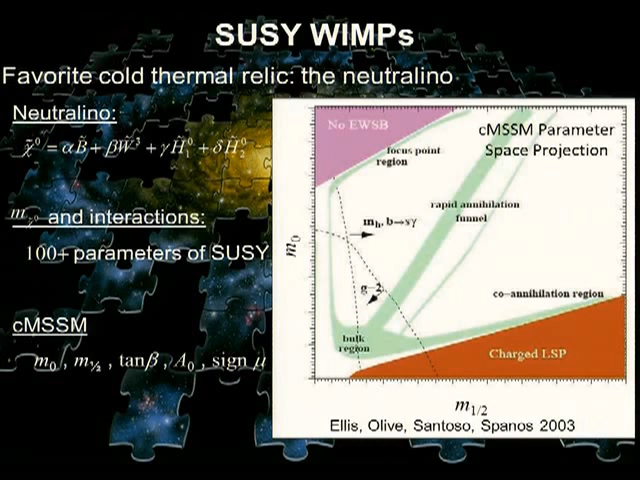 SUSY WIMPs
Favorite cold thermal relic: the neutralino
Neutralino:
χ̃⁰ = αB̃ + βW̃³ + γH̃₁⁰ + δH̃₂⁰
m_χ̃⁰ and interactions:
100+ parameters of SUSY
cMSSM
m₀ , m_½ , tanβ , A₀ , sign μ
No EWSB
cMSSM Parameter
Space Projection
focus point
region
rapid annihilation
funnel
mₕ, b→sγ
g−2
co−annihilation region
bulk
region
Charged LSP
m₀
m₁/₂
Ellis, Olive, Santoso, Spanos 2003